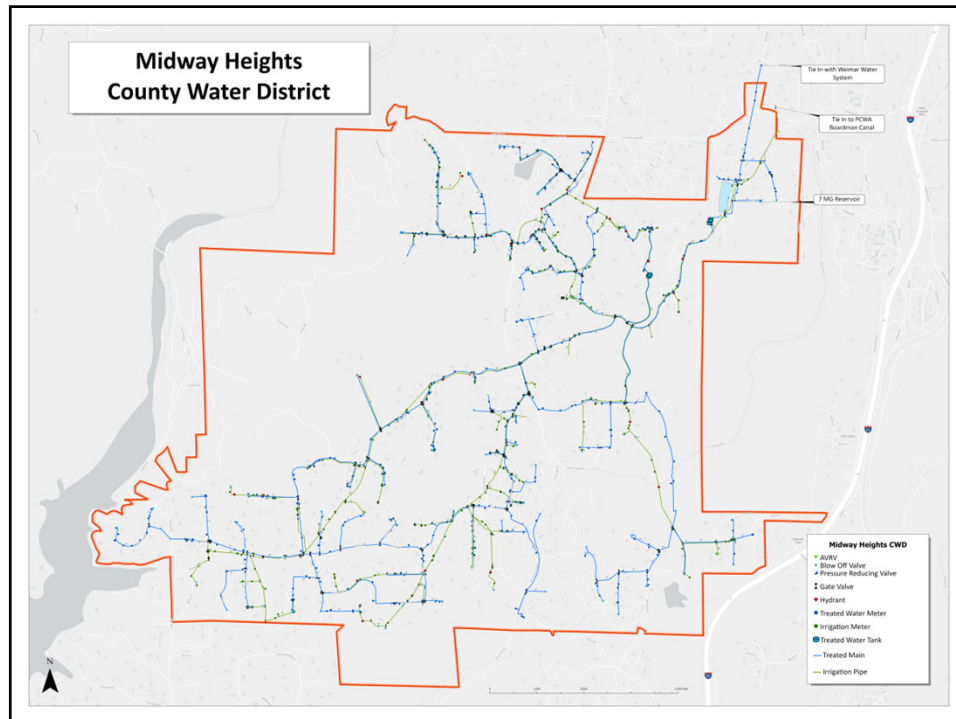 Midway Heights
County Water District
Tie In with Weimar Water
System
Tie In to PCWA
Boardman Canal
7 MG Reservoir
Midway Heights CWD
AVRV
Blow Off Valve
Pressure Reducing Valve
Gate Valve
Hydrant
Treated Water Meter
Irrigation Meter
Treated Water Tank
Treated Main
Irrigation Pipe
N